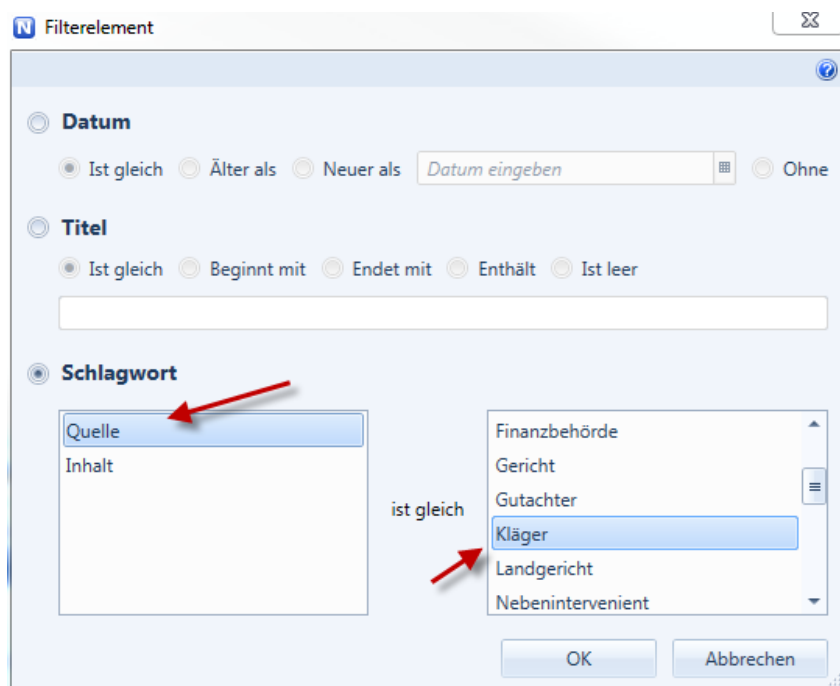 N Filterelement
Datum
Ist gleich Älter als Neuer als Datum eingeben Ohne
Titel
Ist gleich Beginnt mit Endet mit Enthält Ist leer
Schlagwort
Quelle
Inhalt
ist gleich
Finanzbehörde
Gericht
Gutachter
Kläger
Landgericht
Nebenintervenient
OK Abbrechen